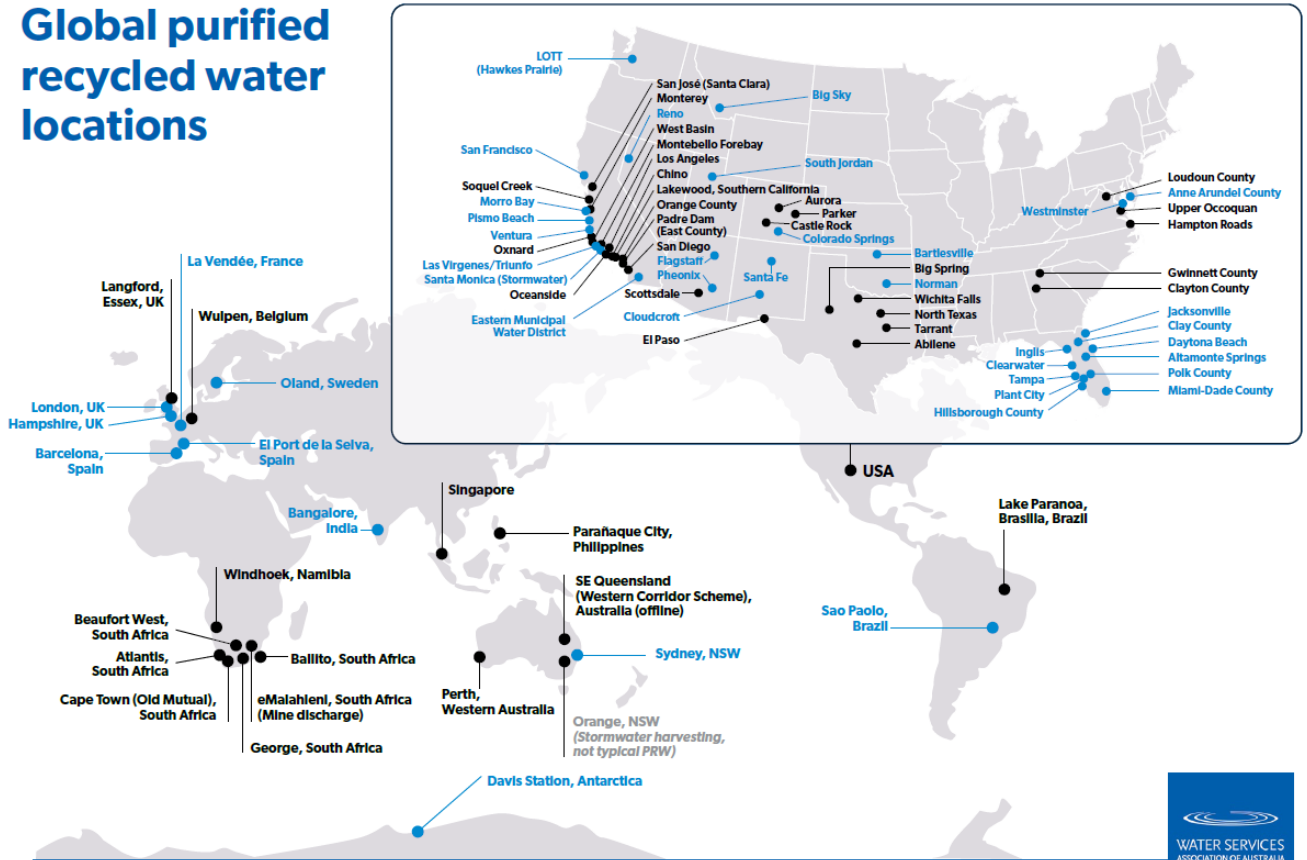 Global purified
recycled water
locations
LOTT
(Hawkes Prairie)
San José (Santa Clara)
Monterey
Reno
West Basin
Montebello Forebay
Los Angeles
Chino
Lakewood, Southern California
Orange County
Padre Dam
(East County)
San Diego
Flagstaff
Pheonix
Scottsdale
El Paso
San Francisco
Soquel Creek
Morro Bay
Pismo Beach
Ventura
Oxnard
Las Virgenes/Triunfo
Santa Monica (Stormwater)
Oceanside
Eastern Municipal
Water District
Big Sky
South Jordan
Aurora
Parker
Castle Rock
Colorado Springs
Santa Fe
Cloudcroft
Bartlesville
Big Spring
Norman
Wichita Falls
North Texas
Tarrant
Abilene
Loudoun County
Anne Arundel County
Westminster
Upper Occoquan
Hampton Roads
Gwinnett County
Clayton County
Jacksonville
Clay County
Daytona Beach
Altamonte Springs
Polk County
Miami-Dade County
Inglis
Clearwater
Tampa
Plant City
Hillsborough County
USA
La Vendée, France
Langford,
Essex, UK
Wulpen, Belgium
Oland, Sweden
London, UK
Hampshire, UK
Barcelona,
Spain
El Port de la Selva,
Spain
Singapore
Bangalore,
India
Parañaque City,
Philippines
Lake Paranoa,
Brasilia, Brazil
Windhoek, Namibia
SE Queensland
(Western Corridor Scheme),
Australia (offline)
Beaufort West,
South Africa
Atlantis,
South Africa
Ballito, South Africa
Cape Town (Old Mutual),
South Africa
eMalahleni, South Africa
(Mine discharge)
George, South Africa
Sao Paolo,
Brazil
Sydney, NSW
Perth,
Western Australia
Orange, NSW
(Stormwater harvesting,
not typical PRW)
Davis Station, Antarctica
WATER SERVICES
ASSOCIATION OF AUSTRALIA